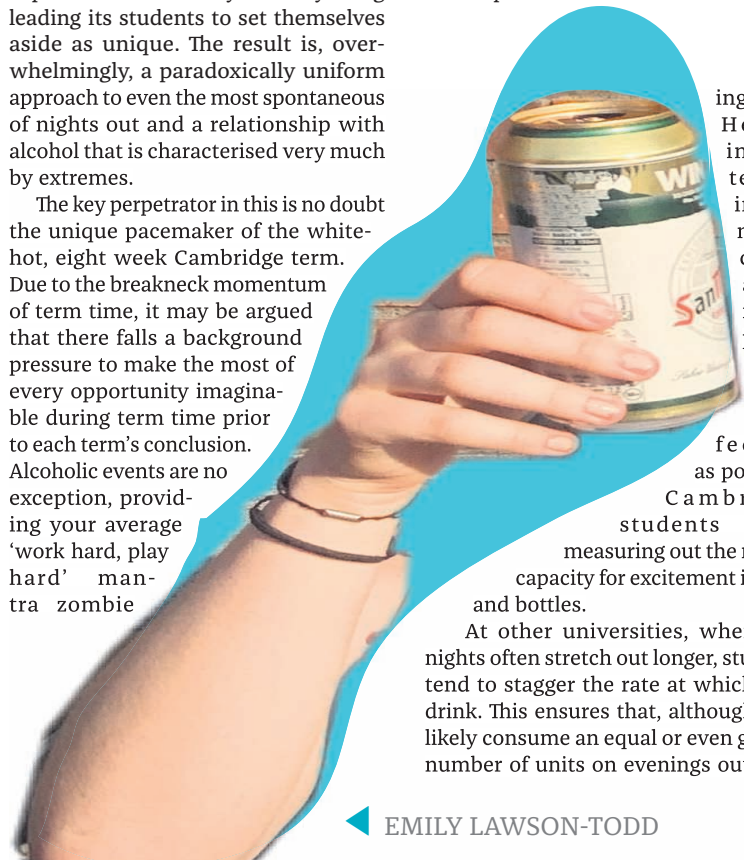 leading its students to set themselves
aside as unique. The result is, over-
whelmingly, a paradoxically uniform
approach to even the most spontaneous
of nights out and a relationship with
alcohol that is characterised very much
by extremes.
The key perpetrator in this is no doubt
the unique pacemaker of the white-
hot, eight week Cambridge term.
Due to the breakneck momentum
of term time, it may be argued
that there falls a background
pressure to make the most of
every opportunity imagina-
ble during term time prior
to each term's conclusion.
Alcoholic events are no
exception, provid-
ing your average
'work hard, play
hard' man-
tra zombie
WIN
San
ing
as po
Cambr
students
measuring out the
capacity for excitement i
and bottles.
At other universities, whe
nights often stretch out longer, stu
tend to stagger the rate at which
drink. This ensures that, although
likely consume an equal or even g
number of units on evenings ou
EMILY LAWSON-TODD